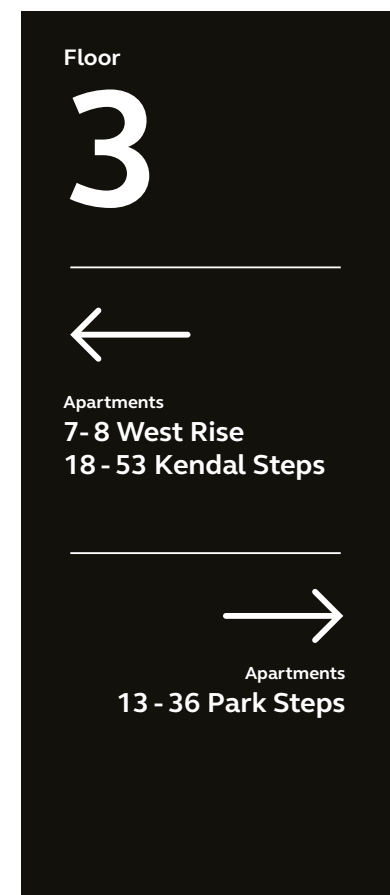 Floor
3
Apartments
7-8 West Rise
18-53 Kendal Steps
Apartments
13-36 Park Steps